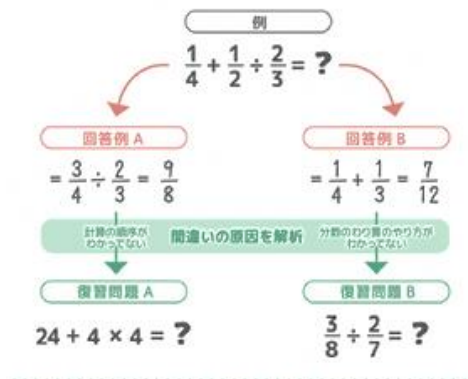 例
1/4 + 1/2 ÷ 2/3 = ?
回答例 A
回答例 B
= 3/4 ÷ 2/3 = 9/8
= 1/4 + 1/3 = 7/12
計算の順序が
わかってない
間違いの原因を解析
分数のわり算のやり方が
わかってない
復習問題 A
復習問題 B
24 + 4 × 4 = ?
3/8 ÷ 2/7 = ?